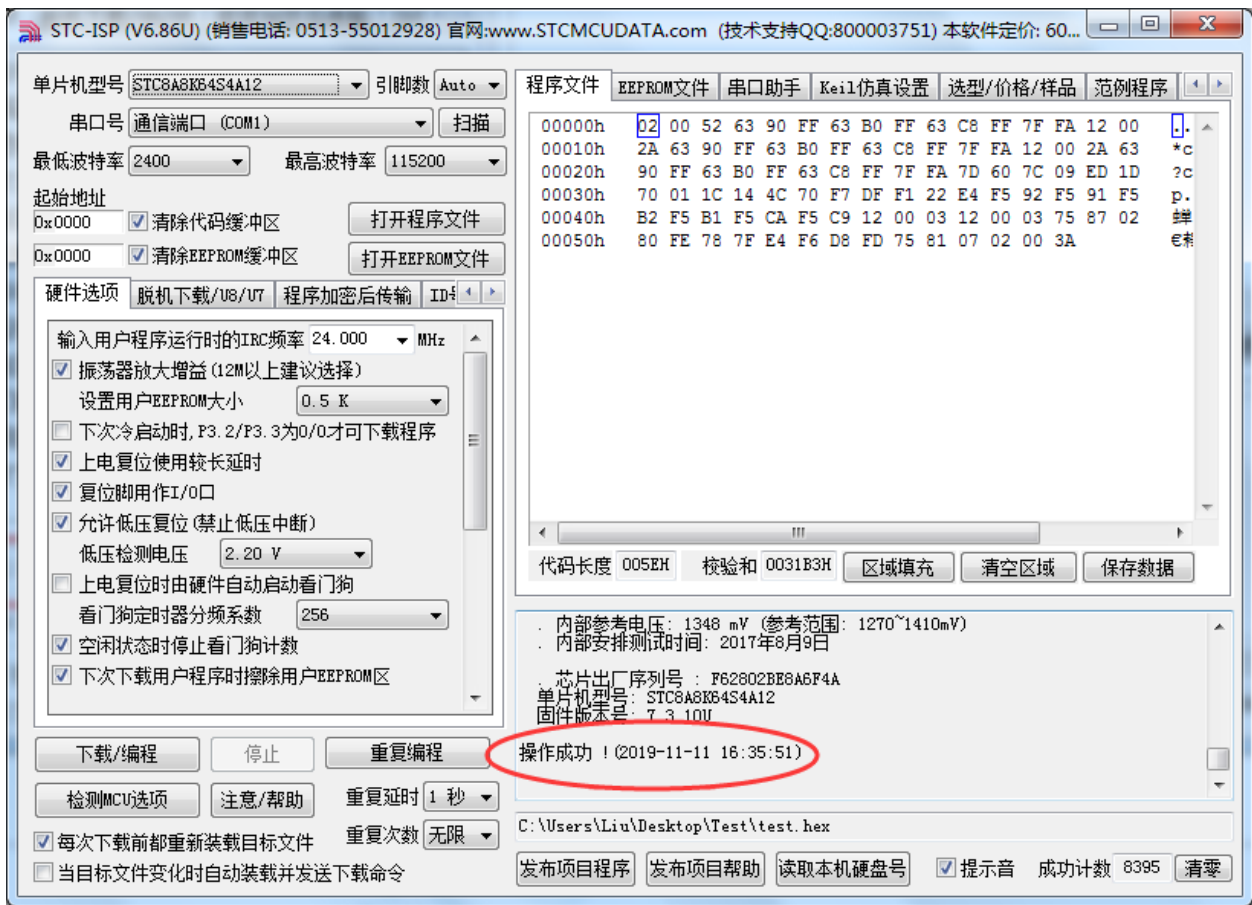 STC-ISP (V6.86U) (销售电话: 0513-55012928) 官网:www.STCMCUDATA.com (技术支持QQ:800003751) 本软件定价: 60...
单片机型号 STC8A8K64S4A12 引脚数 Auto
串口号 通信端口 (COM1) 扫描
最低波特率 2400 最高波特率 115200
起始地址
0x0000 清除代码缓冲区 打开程序文件
0x0000 清除EEPROM缓冲区 打开EEPROM文件
硬件选项 脱机下载/U8/U7 程序加密后传输
输入用户程序运行时的IRC频率 24.000 MHz
振荡器放大增益(12M以上建议选择)
设置用户EEPROM大小 0.5 K
下次冷启动时,P3.2/P3.3为0/0才可下载程序
上电复位使用较长延时
复位脚用作I/O口
允许低压复位(禁止低压中断)
低压检测电压 2.20 V
上电复位时由硬件自动启动看门狗
看门狗定时器分频系数 256
空闲状态时停止看门狗计数
下次下载用户程序时擦除用户EEPROM区
下载/编程 停止 重复编程
检测MCU选项 注意/帮助 重复延时 1 秒
每次下载前都重新装载目标文件 重复次数 无限
当目标文件变化时自动装载并发送下载命令
程序文件 EEPROM文件 串口助手 Keil仿真设置 选型/价格/样品 范例程序
00000h 02 00 52 63 90 FF 63 B0 FF 63 C8 FF 7F FA 12 00 ..
00010h 2A 63 90 FF 63 B0 FF 63 C8 FF 7F FA 12 00 2A 63 *c
00020h 90 FF 63 B0 FF 63 C8 FF 7F FA 7D 60 7C 09 ED 1D ?c
00030h 70 01 1C 14 4C 70 F7 DF F1 22 E4 F5 92 F5 91 F5 p.
00040h B2 F5 B1 F5 CA F5 C9 12 00 03 12 00 03 75 87 02
00050h 80 FE 78 7F E4 F6 D8 FD 75 81 07 02 00 3A
代码长度 005EH 校验和 0031B3H 区域填充 清空区域 保存数据
. 内部参考电压: 1348 mV (参考范围: 1270~1410mV)
. 内部安排测试时间: 2017年8月9日
. 芯片出厂序列号 : F62802BE8A6F4A
单片机型号: STC8A8K64S4A12
固件版本号: 7.3.10U
操作成功 !(2019-11-11 16:35:51)
C:\Users\Liu\Desktop\Test\test.hex
发布项目程序 发布项目帮助 读取本机硬盘号 提示音 成功计数 8395 清零